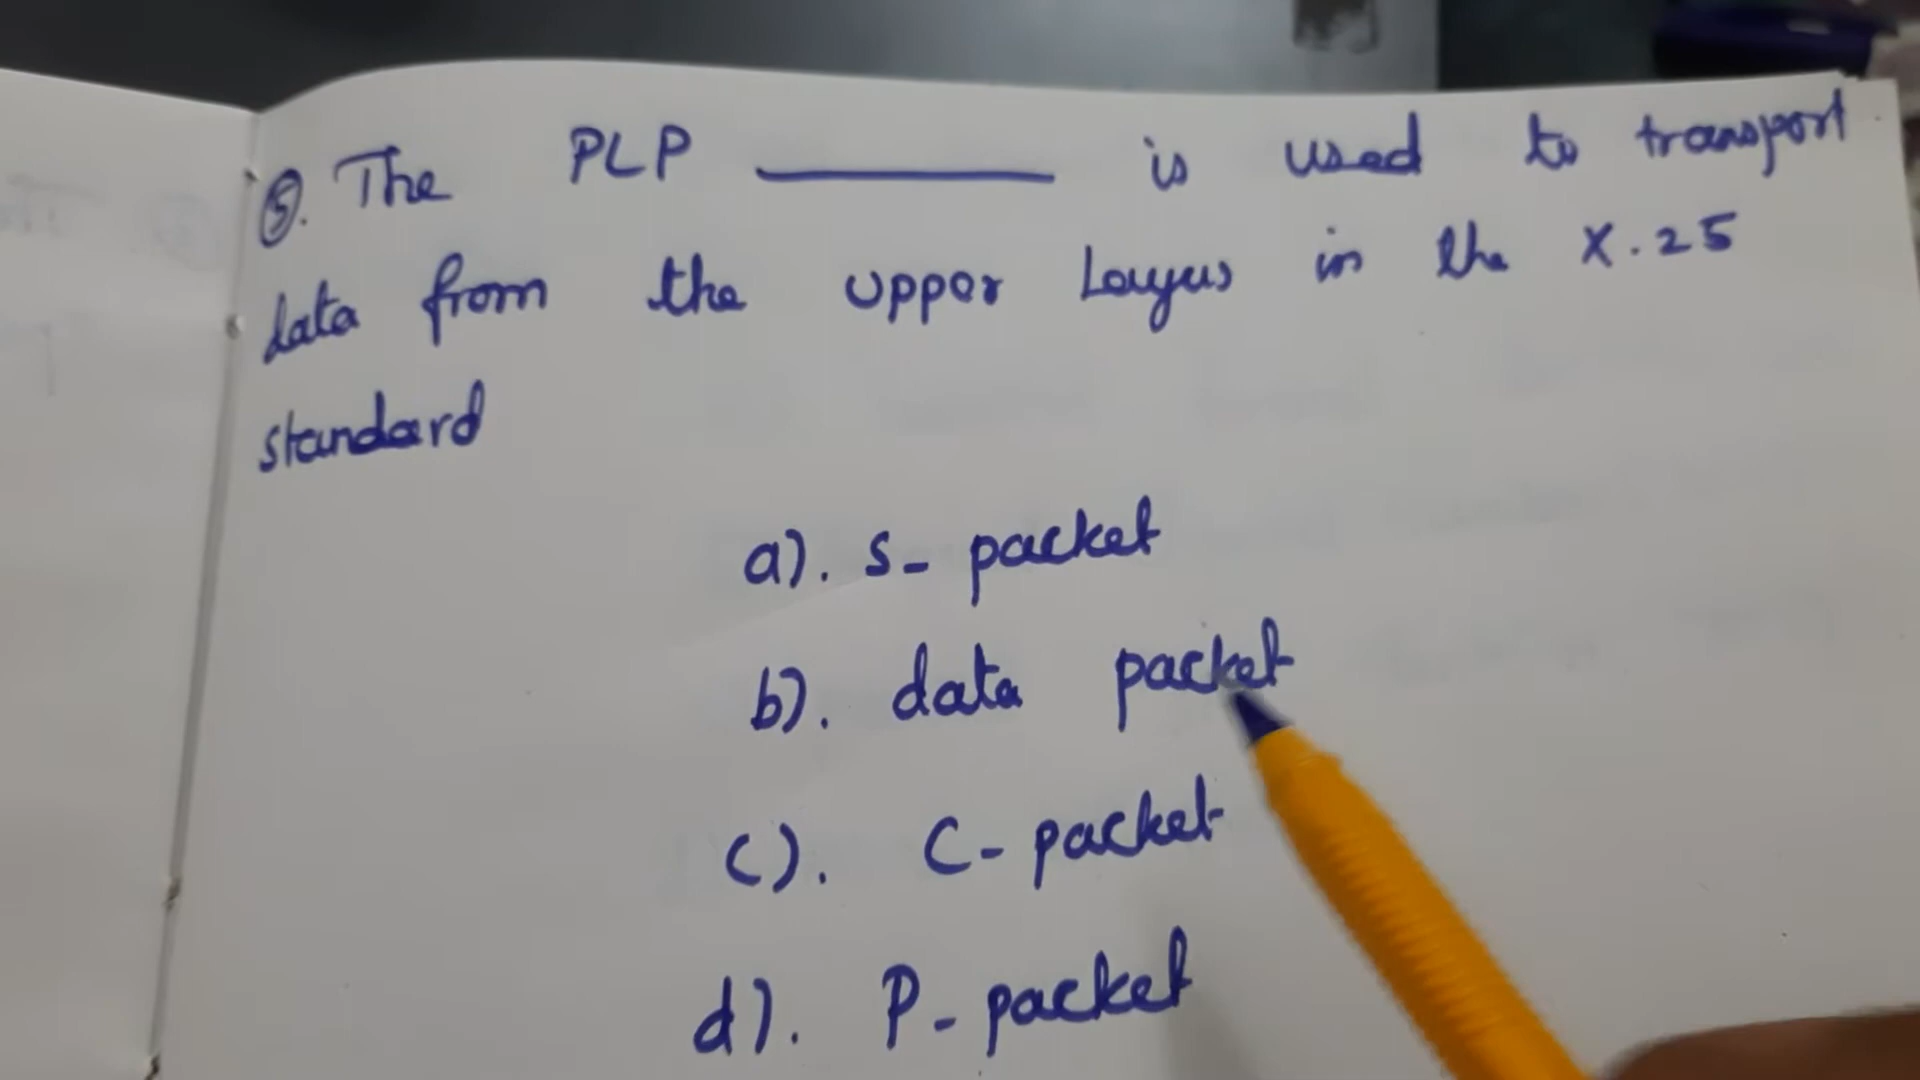 ⑤. The PLP ________ is used to transport
data from the upper Layers in the X.25
standard
a). S- packet
b). data packet
c). C- packet
d). P- packet